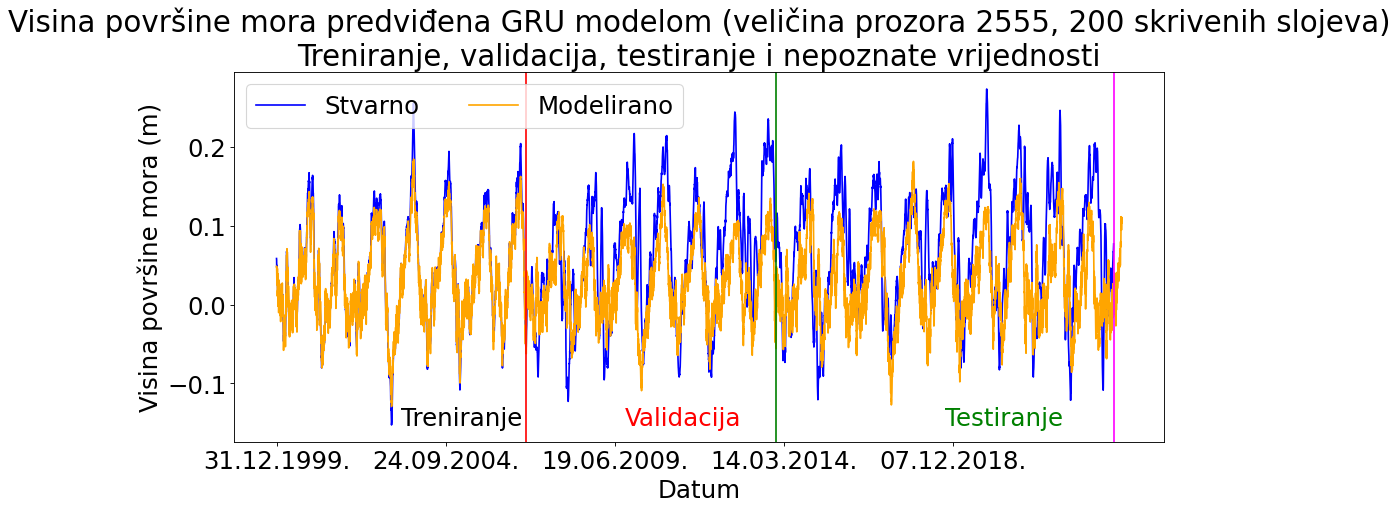 Visina površine mora predviđena GRU modelom (veličina prozora 2555, 200 skrivenih slojeva)
Treniranje, validacija, testiranje i nepoznate vrijednosti
Stvarno
Modelirano
Visina površine mora (m)
0.2
0.1
0.0
−0.1
Treniranje
Validacija
Testiranje
31.12.1999.
24.09.2004.
19.06.2009.
14.03.2014.
07.12.2018.
Datum